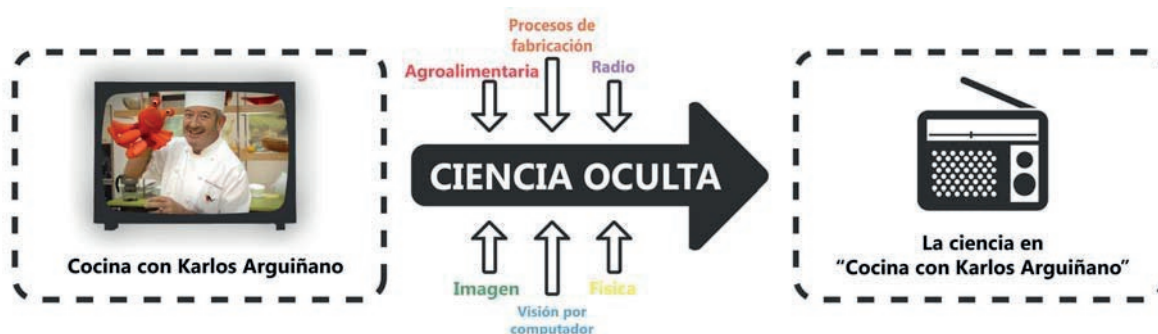 Cocina con Karlos Arguiñano
Procesos de
fabricación
Agroalimentaria
Radio
CIENCIA OCULTA
Imagen
Física
Visión por
computador
La ciencia en
“Cocina con Karlos Arguiñano”